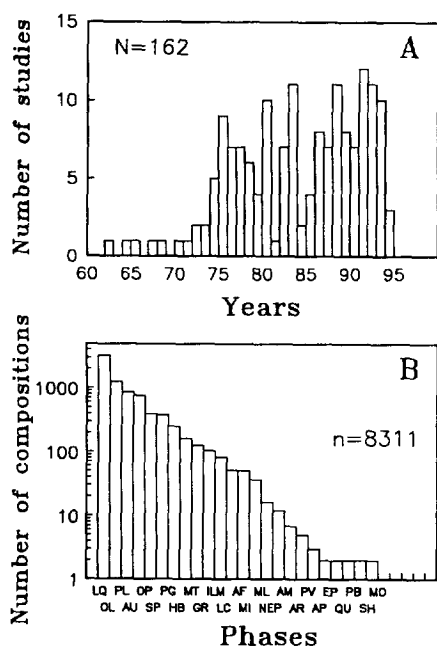 A
N=162
Number of studies
15
10
5
0
60 65 70 75 80 85 90 95
Years
B
n=8311
Number of compositions
1000
100
10
1
LQ PL OP PG MT ILM AF ML AM PV EP PB MO
OL AU SP HB GR LC MI NEP AR AP QU SH
Phases